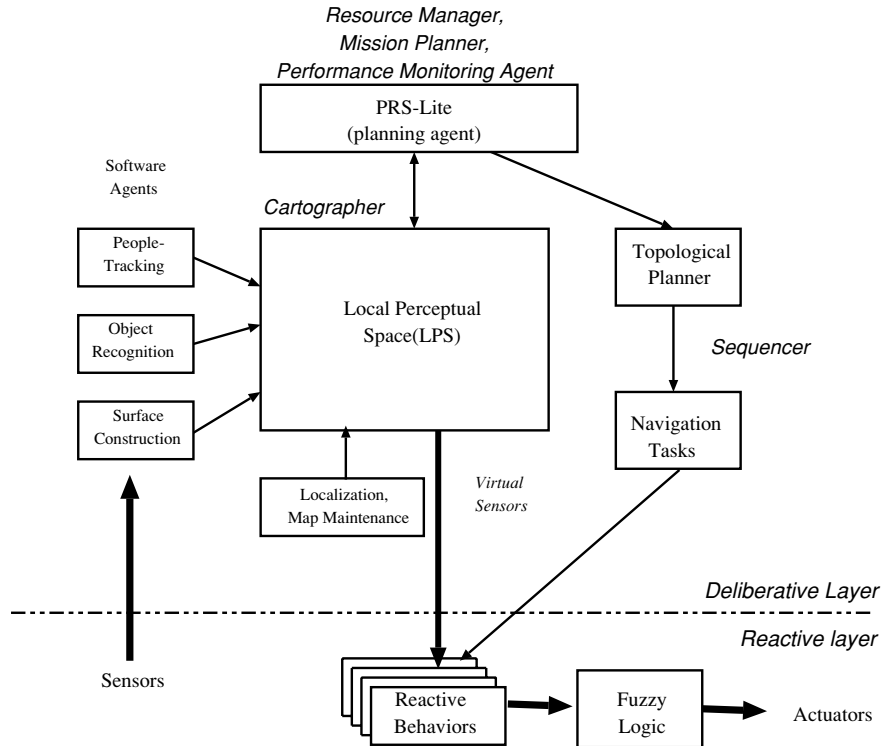 Resource Manager,
Mission Planner,
Performance Monitoring Agent
PRS-Lite
(planning agent)
Software
Agents
Cartographer
People-
Tracking
Object
Recognition
Surface
Construction
Local Perceptual
Space(LPS)
Topological
Planner
Sequencer
Navigation
Tasks
Localization,
Map Maintenance
Virtual
Sensors
Deliberative Layer
Reactive layer
Sensors
Reactive
Behaviors
Fuzzy
Logic
Actuators